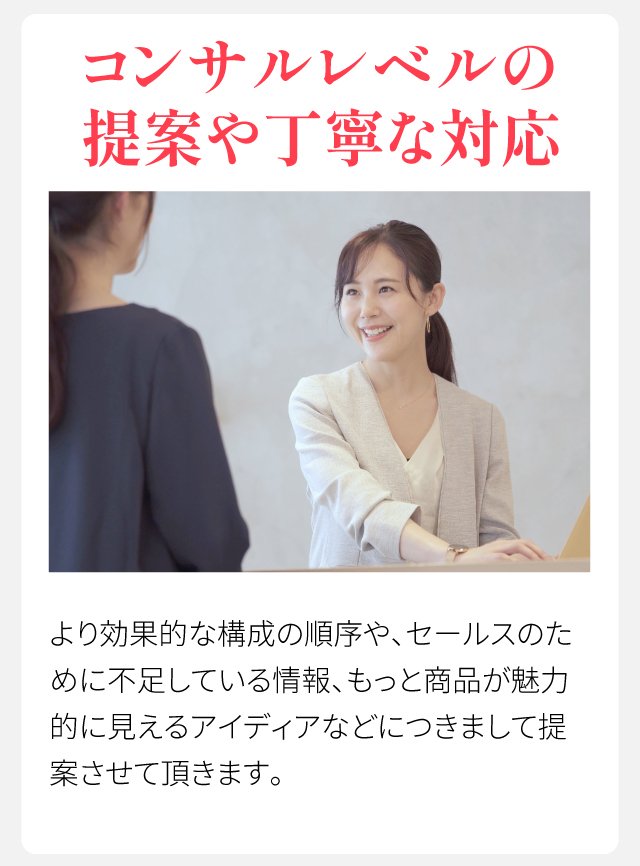 コンサルレベルの
提案や丁寧な対応
より効果的な構成の順序や、セールスのた
めに不足している情報、もっと商品が魅力
的に見えるアイディアなどにつきまして提
案させて頂きます。